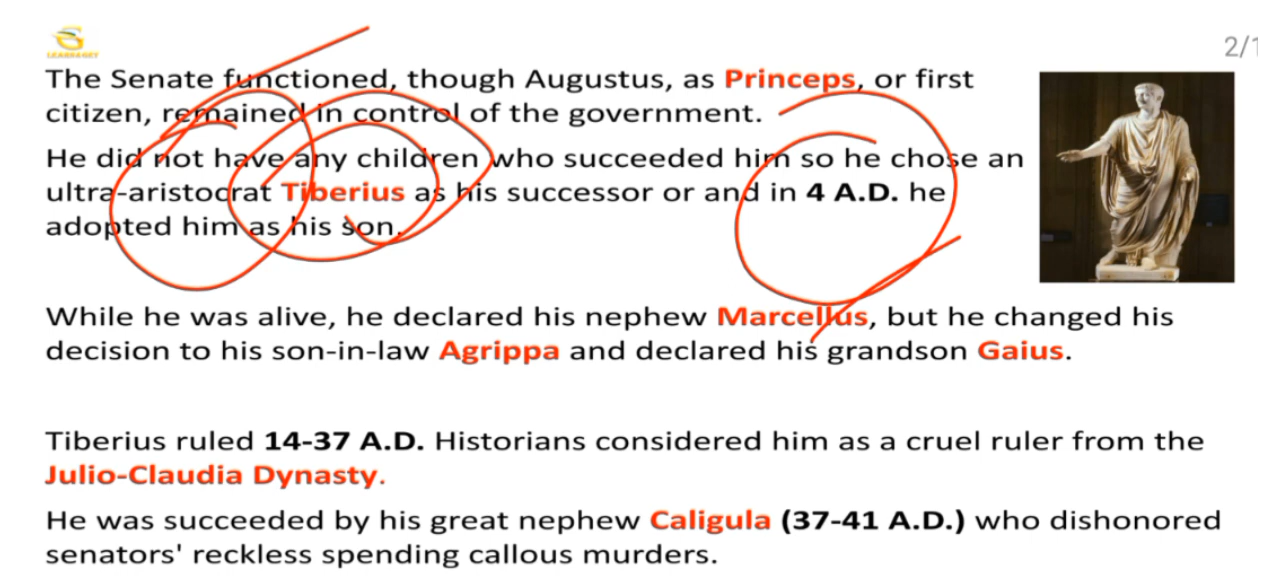 LEARN4GET
2/1
The Senate functioned, though Augustus, as Princeps, or first
citizen, remained in control of the government.
He did not have any children who succeeded him so he chose an
ultra-aristocrat Tiberius as his successor or and in 4 A.D. he
adopted him as his son.
While he was alive, he declared his nephew Marcellus, but he changed his
decision to his son-in-law Agrippa and declared his grandson Gaius.
Tiberius ruled 14-37 A.D. Historians considered him as a cruel ruler from the
Julio-Claudia Dynasty.
He was succeeded by his great nephew Caligula (37-41 A.D.) who dishonored
senators' reckless spending callous murders.